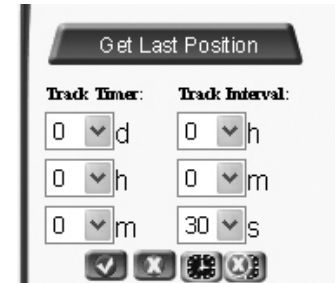 Get Last Position
Track Timer: Track Interval:
0 d 0 h
0 h 0 m
0 m 30 s